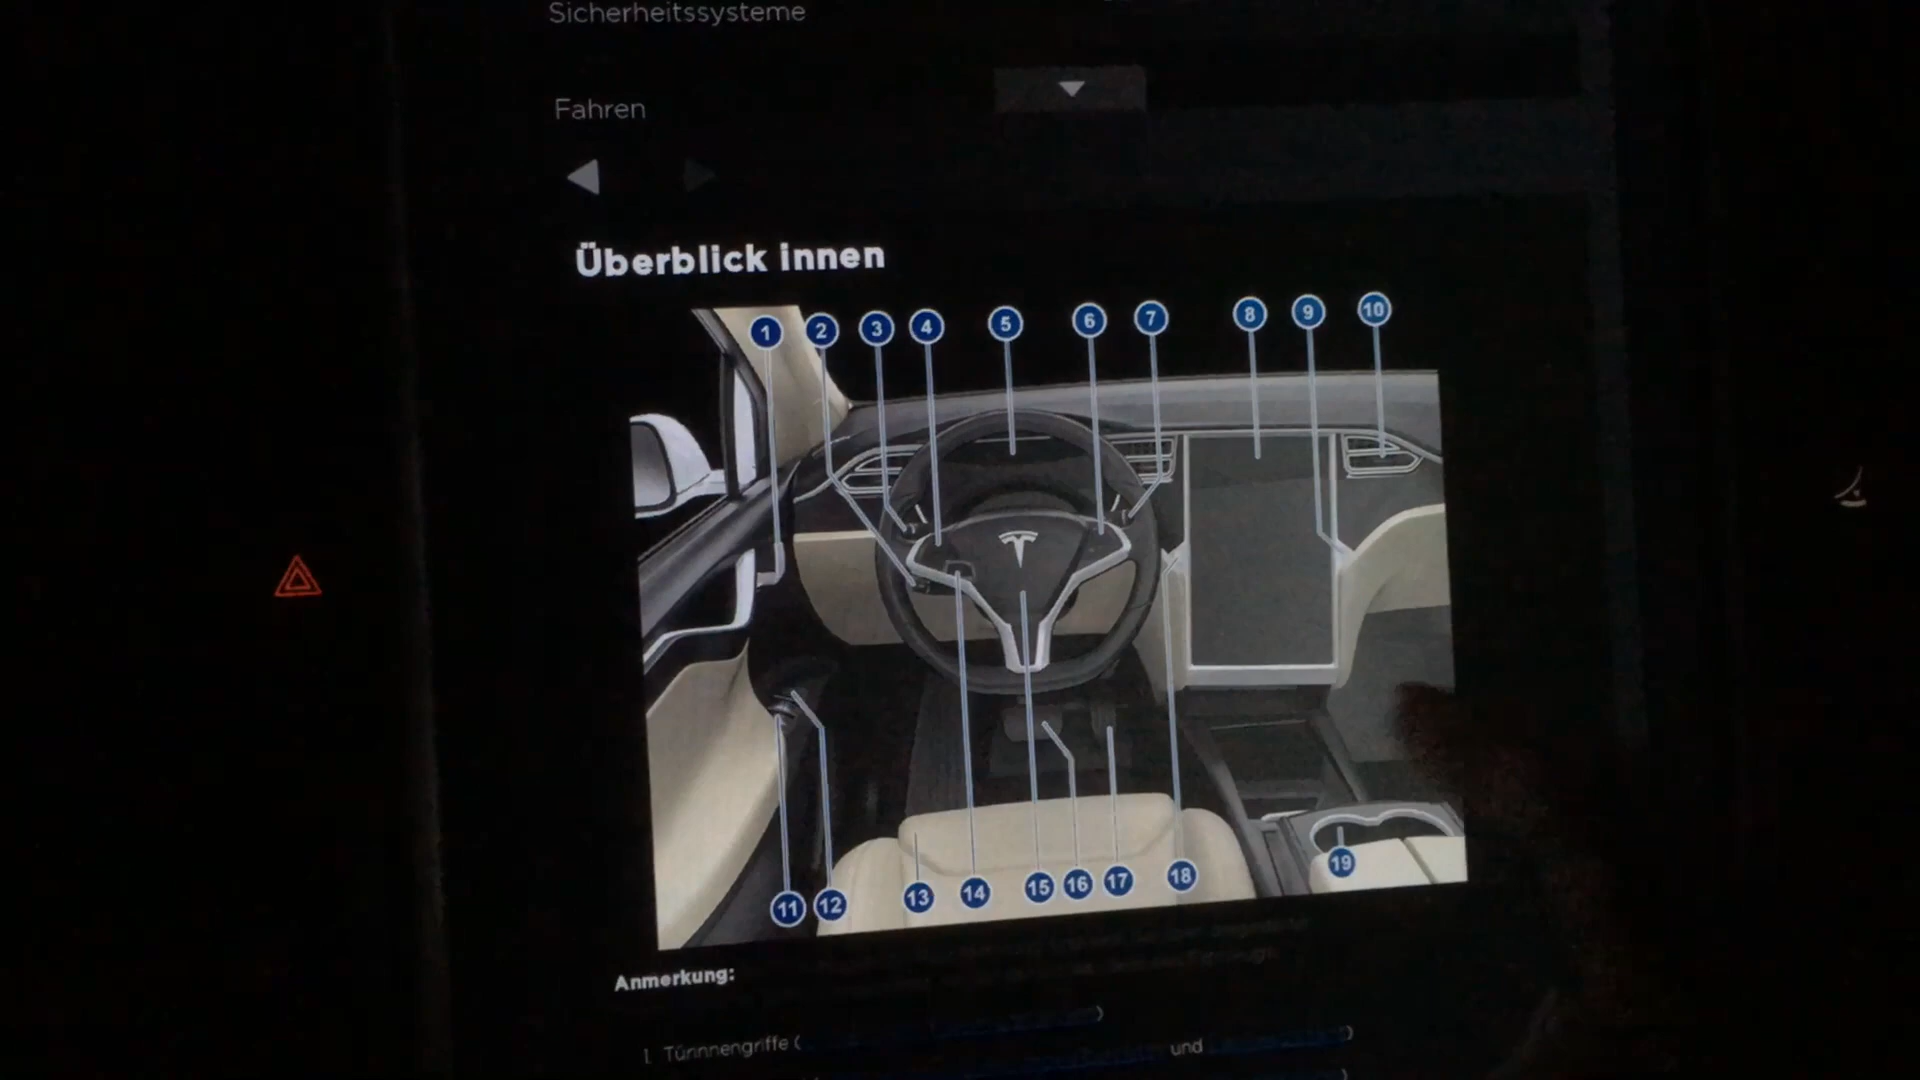 Sicherheitssysteme
Fahren
Überblick innen
1 2 3 4 5 6 7 8 9 10
11 12 13 14 15 16 17 18 19
Anmerkung:
1. Türinnengriffe ( )
und )